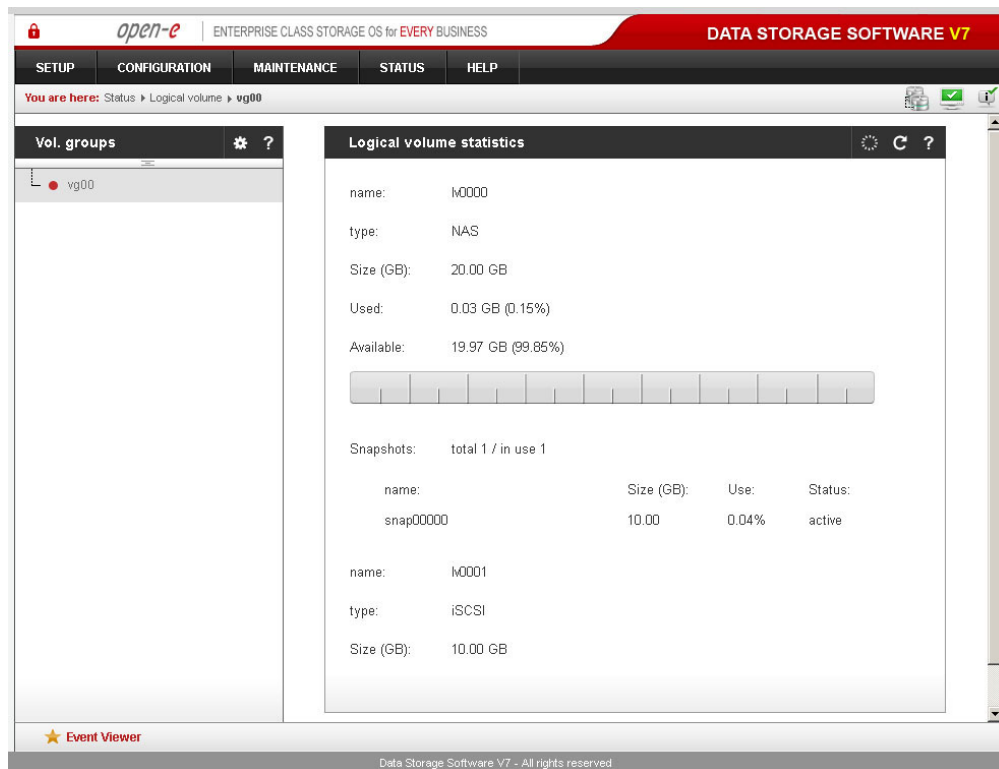 open-e ENTERPRISE CLASS STORAGE OS for EVERY BUSINESS DATA STORAGE SOFTWARE V7
SETUP CONFIGURATION MAINTENANCE STATUS HELP
You are here: Status Logical volume vg00
Vol. groups ?
vg00
Logical volume statistics ?
name: lv0000
type: NAS
Size (GB): 20.00 GB
Used: 0.03 GB (0.15%)
Available: 19.97 GB (99.85%)
Snapshots: total 1 / in use 1
name: Size (GB): Use: Status:
snap00000 10.00 0.04% active
name: lv0001
type: iSCSI
Size (GB): 10.00 GB
Event Viewer
Data Storage Software V7 - All rights reserved